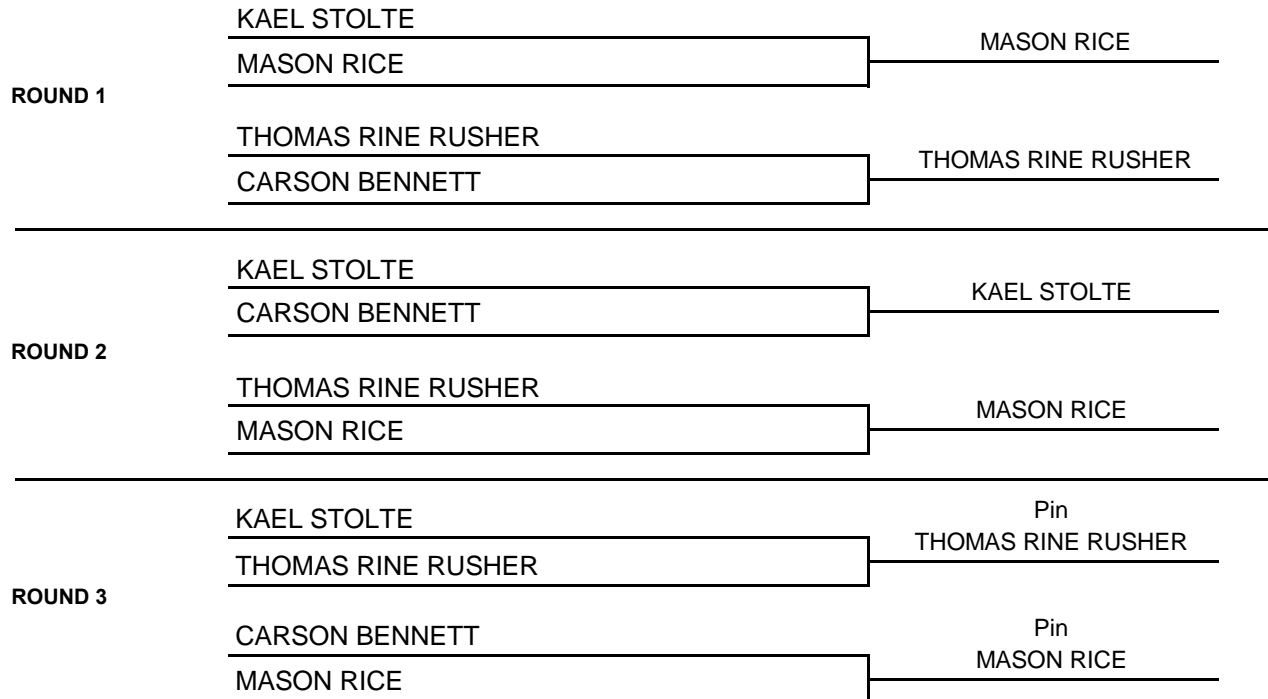 KAEL STOLTE
MASON RICE
MASON RICE
ROUND 1
THOMAS RINE RUSHER
THOMAS RINE RUSHER
CARSON BENNETT
KAEL STOLTE
KAEL STOLTE
CARSON BENNETT
ROUND 2
THOMAS RINE RUSHER
MASON RICE
MASON RICE
KAEL STOLTE
Pin
THOMAS RINE RUSHER
THOMAS RINE RUSHER
ROUND 3
CARSON BENNETT
Pin
MASON RICE
MASON RICE